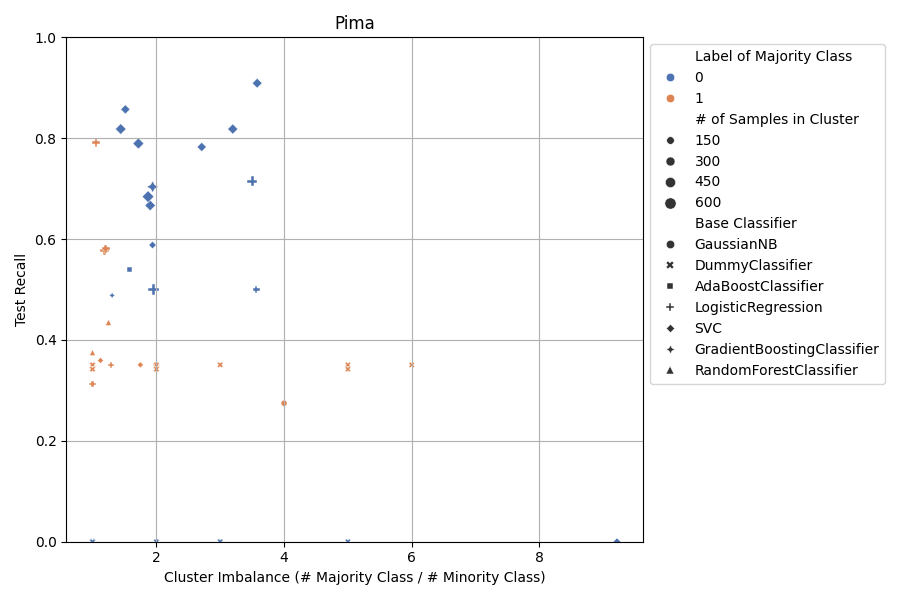 Pima
Test Recall
1.0
0.8
0.6
0.4
0.2
0.0
2
4
6
8
Cluster Imbalance (# Majority Class / # Minority Class)
Label of Majority Class
0
1
# of Samples in Cluster
150
300
450
600
Base Classifier
GaussianNB
DummyClassifier
AdaBoostClassifier
LogisticRegression
SVC
GradientBoostingClassifier
RandomForestClassifier